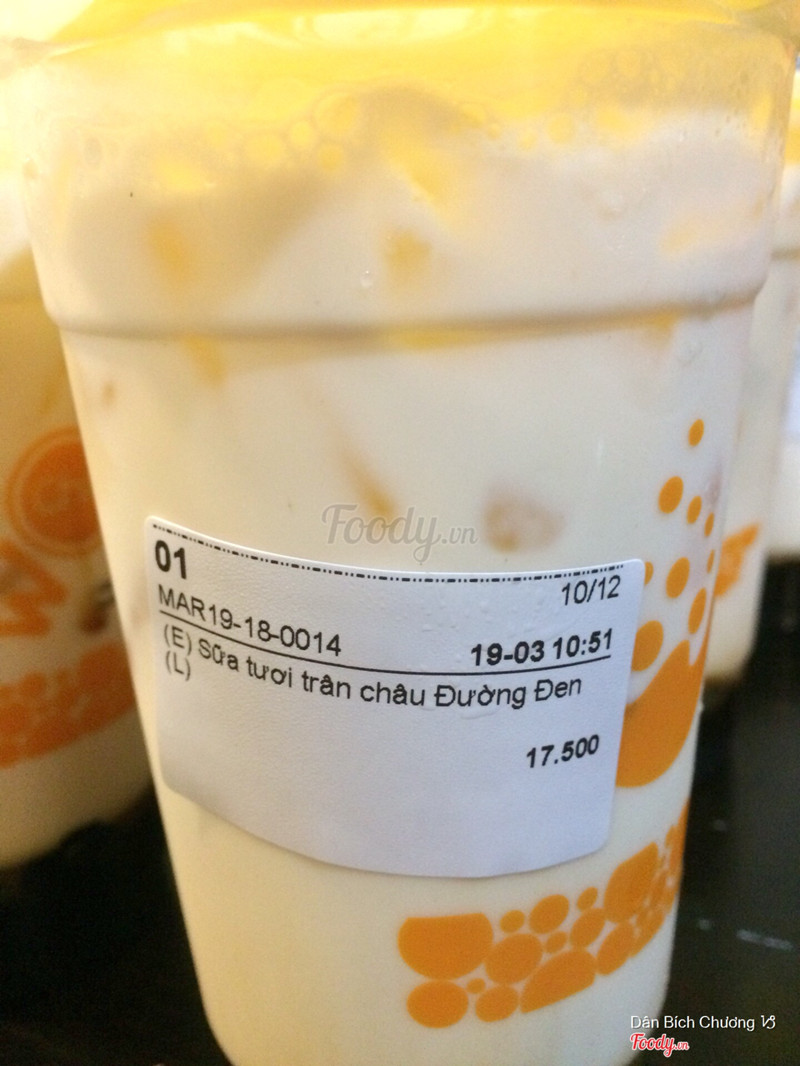 Foody.vn
01
10/12
MAR19-18-0014
19-03 10:51
(E) Sữa tươi trân châu Đường Đen
(L)
17.500
Dân Bích Chương
Foody.vn